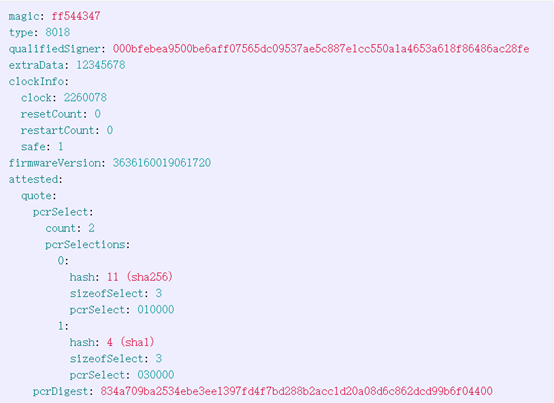 magic: ff544347
type: 8018
qualifiedSigner: 000bfebea9500be6aff07565dc09537ae5c887e1cc550a1a4653a618f86486ac28fe
extraData: 12345678
clockInfo:
  clock: 2260078
  resetCount: 0
  restartCount: 0
  safe: 1
firmwareVersion: 3636160019061720
attested:
  quote:
    pcrSelect:
      count: 2
      pcrSelections:
        0:
          hash: 11 (sha256)
          sizeofSelect: 3
          pcrSelect: 010000
        1:
          hash: 4 (sha1)
          sizeofSelect: 3
          pcrSelect: 030000
    pcrDigest: 834a709ba2534ebe3ee1397fd4f7bd288b2acc1d20a08d6c862dcd99b6f04400